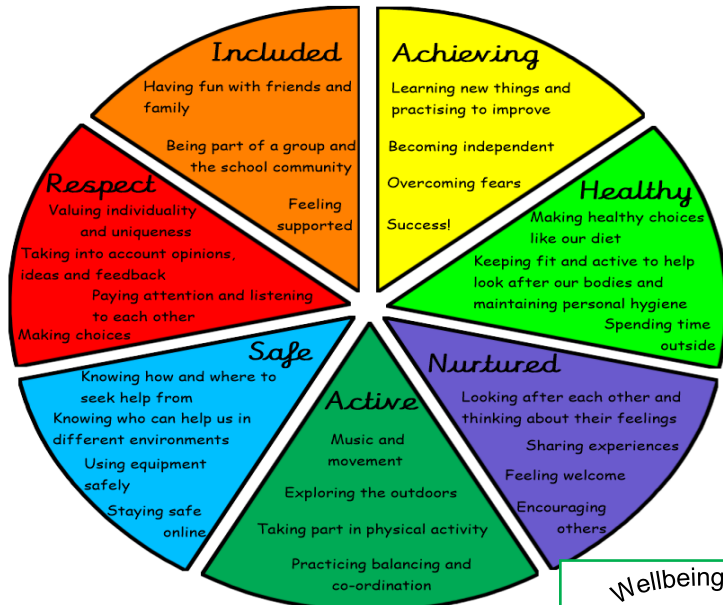 Included
Having fun with friends and
family
Being part of a group and
the school community
Feeling
supported
Achieving
Learning new things and
practising to improve
Becoming independent
Overcoming fears
Success!
Healthy
Making healthy choices
like our diet
Keeping fit and active to help
look after our bodies and
maintaining personal hygiene
Spending time
outside
Nurtured
Looking after each other and
thinking about their feelings
Sharing experiences
Feeling welcome
Encouraging
others
Active
Music and
movement
Exploring the outdoors
Taking part in physical activity
Practicing balancing and
co-ordination
Safe
Knowing how and where to
seek help from
Knowing who can help us in
different environments
Using equipment
safely
Staying safe
online
Respect
Valuing individuality
and uniqueness
Taking into account opinions,
ideas and feedback
Paying attention and listening
to each other
Making choices
Wellbeing